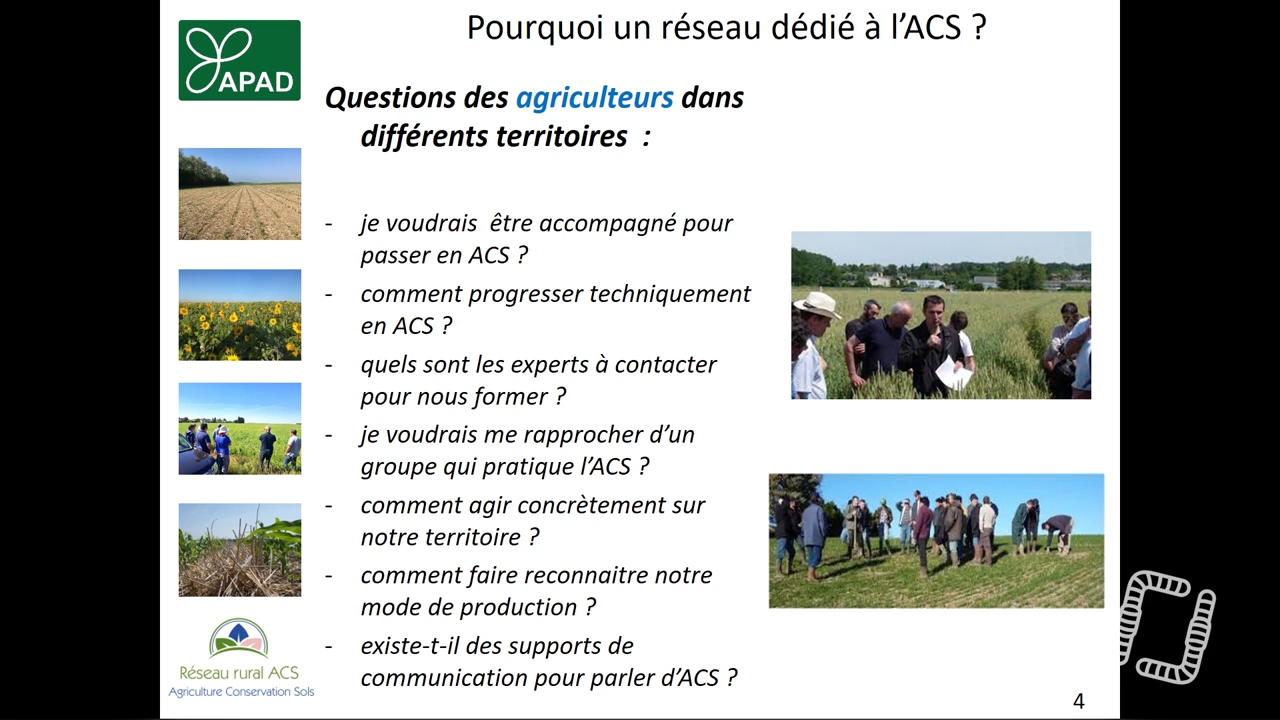 Pourquoi un réseau dédié à l'ACS ?
APAD
Questions des agriculteurs dans
différents territoires :
- je voudrais être accompagné pour
passer en ACS ?
- comment progresser techniquement
en ACS ?
- quels sont les experts à contacter
pour nous former ?
- je voudrais me rapprocher d'un
groupe qui pratique l'ACS ?
- comment agir concrètement sur
notre territoire ?
- comment faire reconnaitre notre
mode de production ?
- existe-t-il des supports de
communication pour parler d'ACS ?
Réseau rural ACS
Agriculture Conservation Sols
4